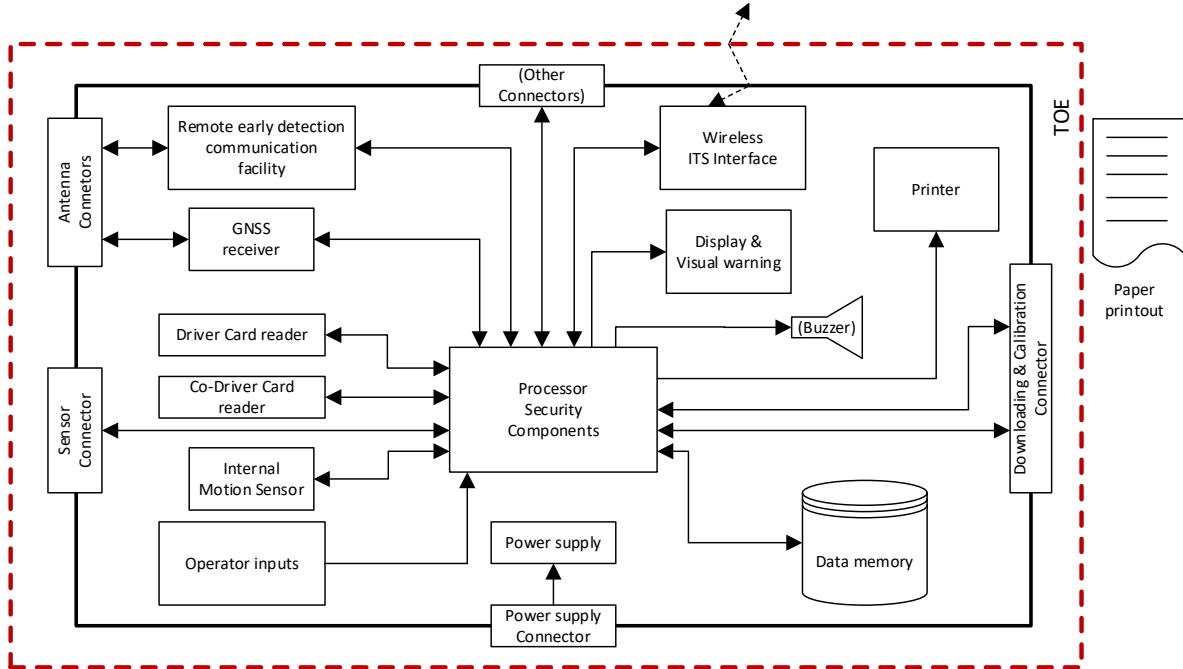 (Other
Connectors)
TOE
Antenna
Connetors
Remote early detection
communication
facility
Wireless
ITS Interface
Printer
GNSS
receiver
Display &
Visual warning
Paper
printout
Driver Card reader
(Buzzer)
Downloading & Calibration
Connector
Co-Driver Card
reader
Processor
Security
Components
Sensor
Connector
Internal
Motion Sensor
Operator inputs
Power supply
Data memory
Power supply
Connector